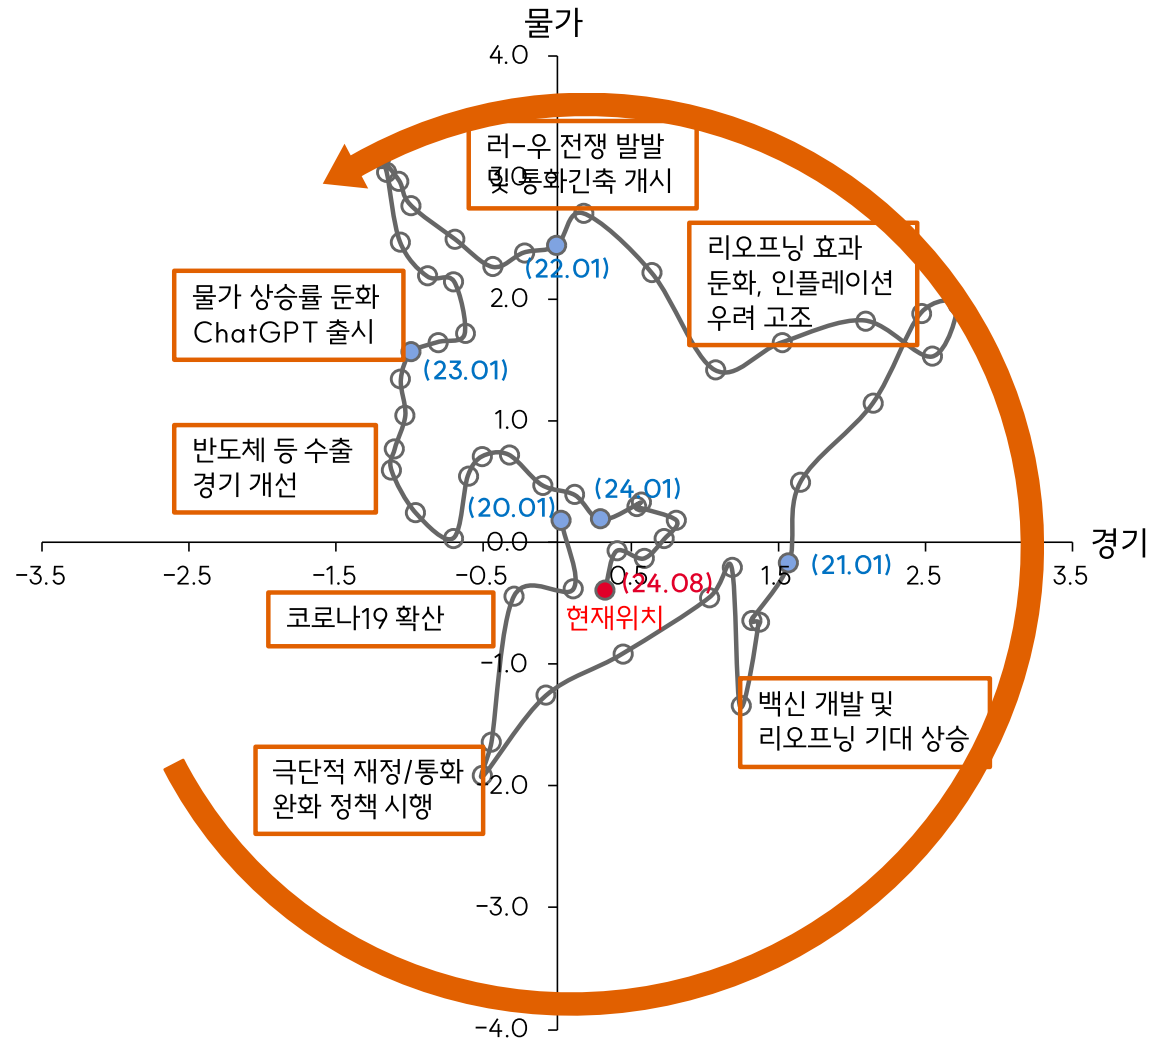 물가
4.0
러-우 전쟁 발발
3.0
및 통화긴축 개시
리오프닝 효과
둔화, 인플레이션
우려 고조
(22.01)
물가 상승률 둔화
ChatGPT 출시
2.0
(23.01)
1.0
반도체 등 수출
경기 개선
(24.01)
(20.01)
0.0
경기
-3.5
-2.5
-1.5
-0.5
0.5
1.5
2.5
3.5
(21.01)
(24.08)
현재위치
코로나19 확산
-1.0
백신 개발 및
리오프닝 기대 상승
극단적 재정/통화
완화 정책 시행
-2.0
-3.0
-4.0